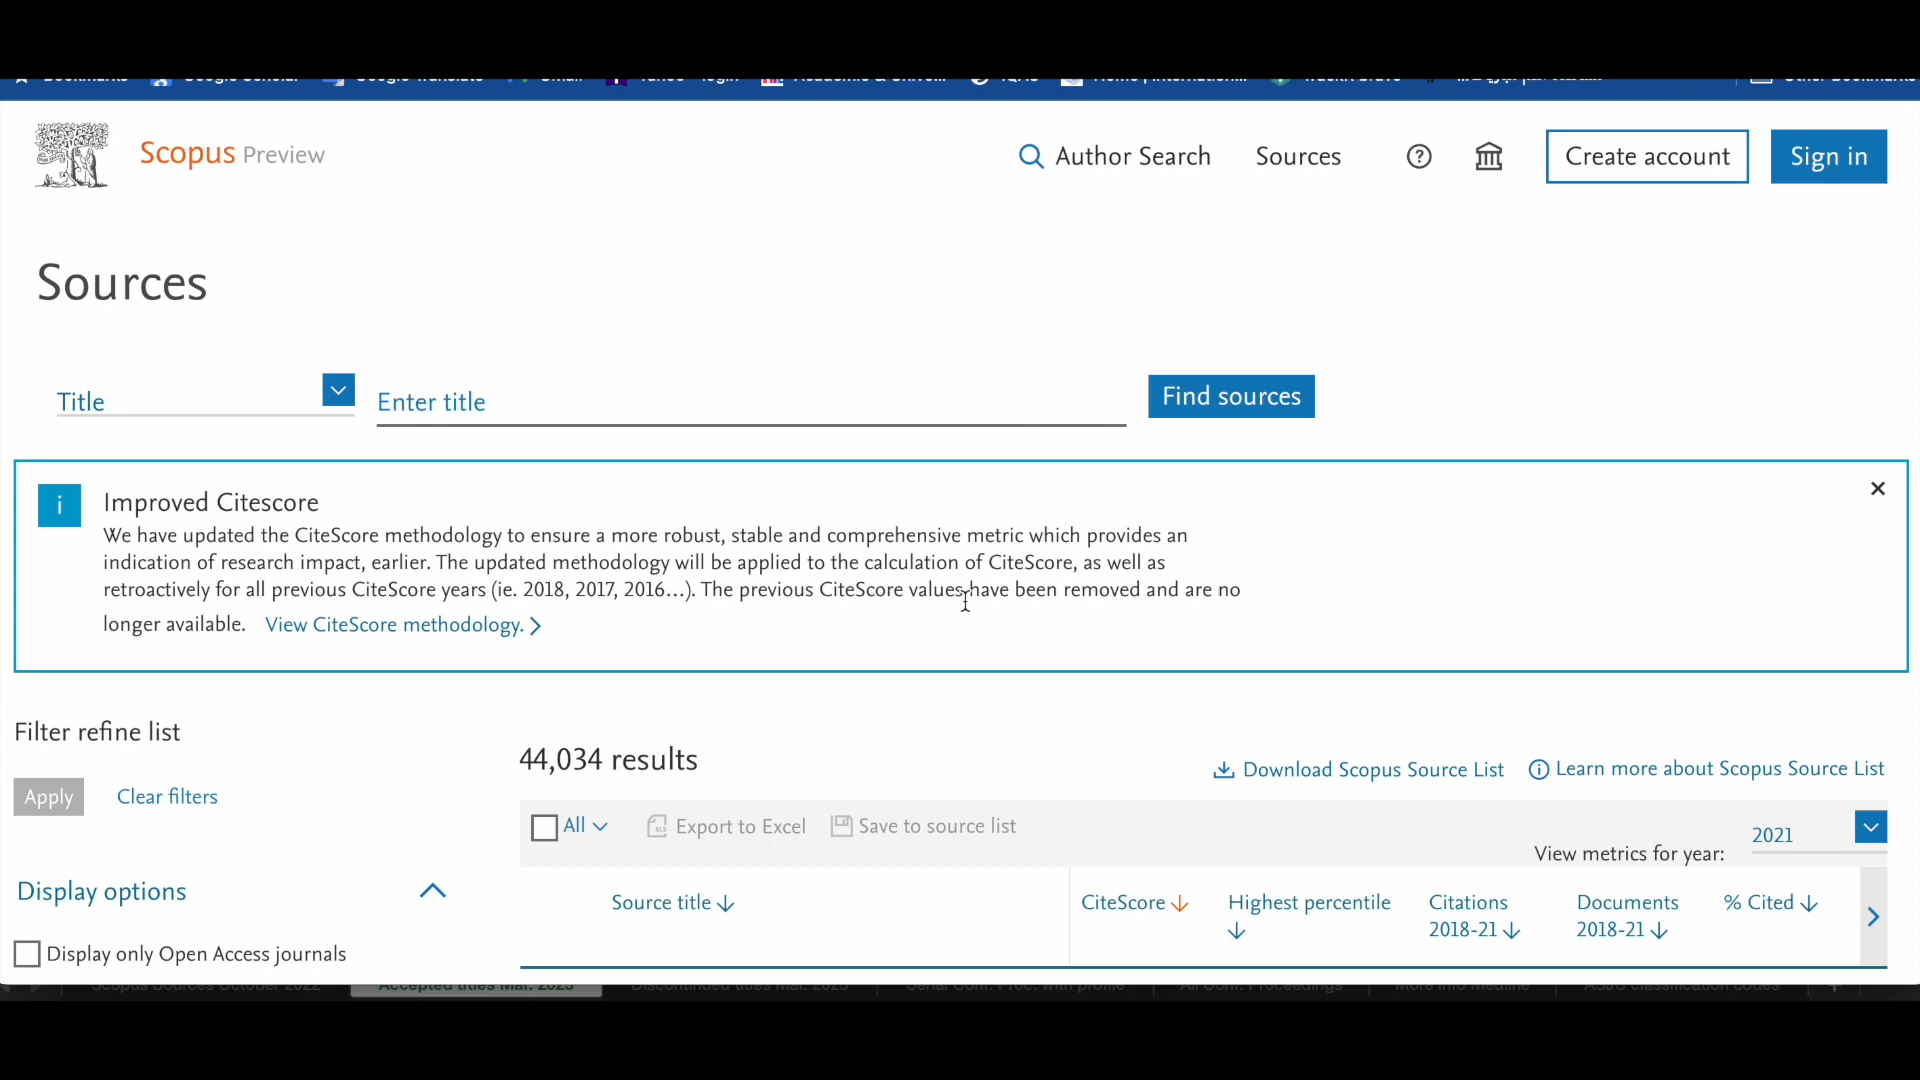 Scopus Preview
Author Search
Sources
Create account
Sign in
Sources
Title
Enter title
Find sources
i
Improved Citescore
We have updated the CiteScore methodology to ensure a more robust, stable and comprehensive metric which provides an
indication of research impact, earlier. The updated methodology will be applied to the calculation of CiteScore, as well as
retroactively for all previous CiteScore years (ie. 2018, 2017, 2016...). The previous CiteScore values have been removed and are no
longer available. View CiteScore methodology.
Filter refine list
Apply
Clear filters
Display options
Display only Open Access journals
44,034 results
Download Scopus Source List
Learn more about Scopus Source List
All
Export to Excel
Save to source list
View metrics for year:
2021
Source title
CiteScore
Highest percentile
Citations
2018-21
Documents
2018-21
% Cited